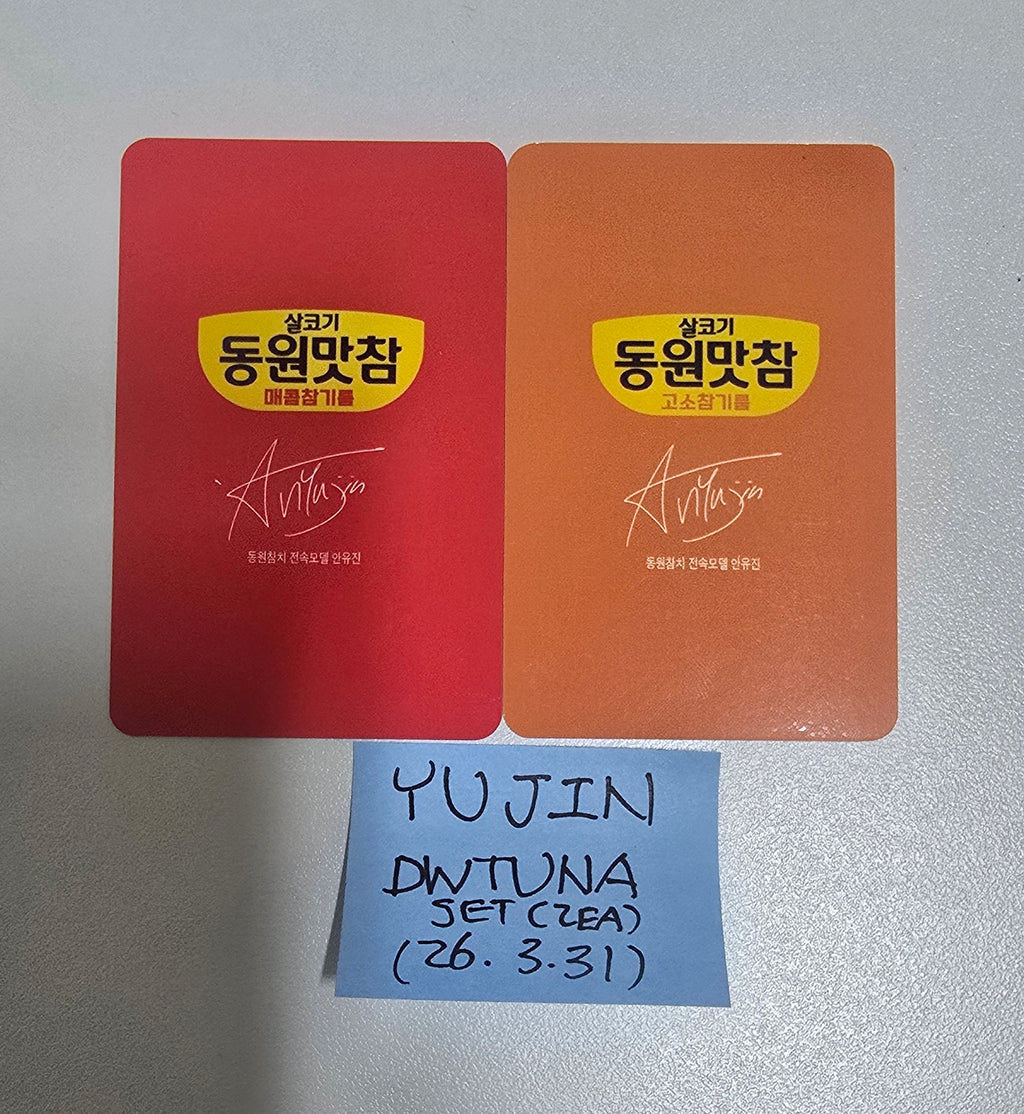 살코기
동원맛참
매콤참기름
AnYujin
동원참치 전속모델 안유진
살코기
동원맛참
고소참기름
AnYujin
동원참치 전속모델 안유진
YUJIN
DWTUNA
SET (2EA)
(26. 3.31)